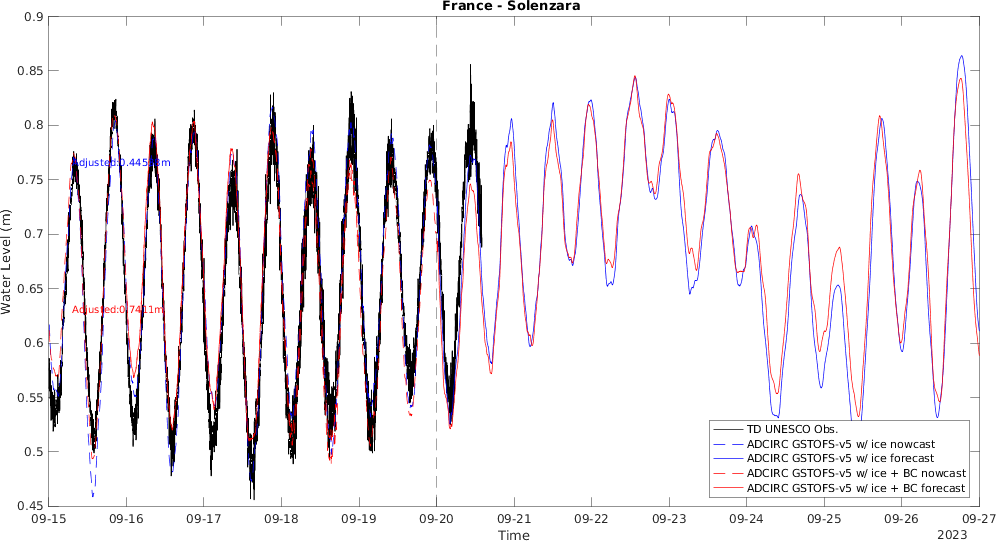 France - Solenzara
0.9
0.85
0.8
0.75
0.7
0.65
0.6
0.55
0.5
0.45
Water Level (m)
Adjusted:0.7411m
TD UNESCO Obs.
ADCIRC GSTOFS-v5 w/ ice nowcast
ADCIRC GSTOFS-v5 w/ ice forecast
ADCIRC GSTOFS-v5 w/ ice + BC nowcast
ADCIRC GSTOFS-v5 w/ ice + BC forecast
09-15 09-16 09-17 09-18 09-19 09-20 09-21 09-22 09-23 09-24 09-25 09-26 09-27
Time
2023